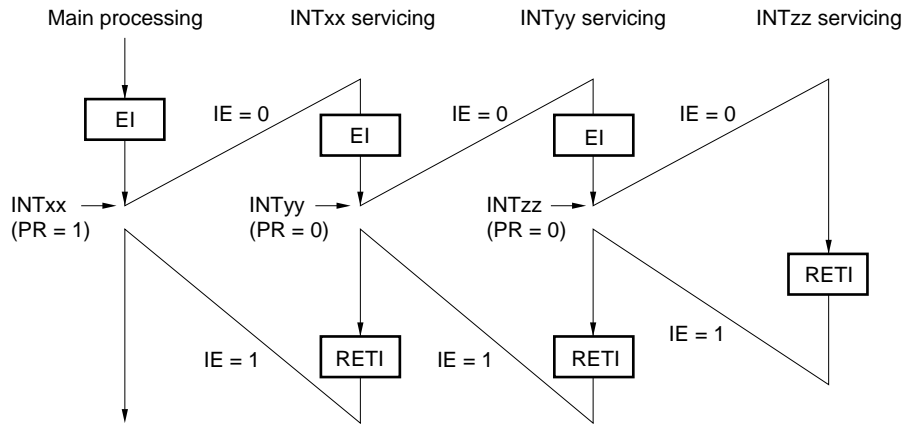 Main processing
INTxx servicing
INTyy servicing
INTzz servicing
EI
IE = 0
EI
IE = 0
EI
IE = 0
INTxx
(PR = 1)
INTyy
(PR = 0)
INTzz
(PR = 0)
RETI
IE = 1
RETI
IE = 1
RETI
IE = 1